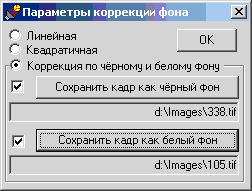 Параметры коррекции фона
Линейная
OK
Квадратичная
Коррекция по чёрному и белому фону
Сохранить кадр как чёрный фон
d:\Images\338.tif
Сохранить кадр как белый фон
d:\Images\105.tif